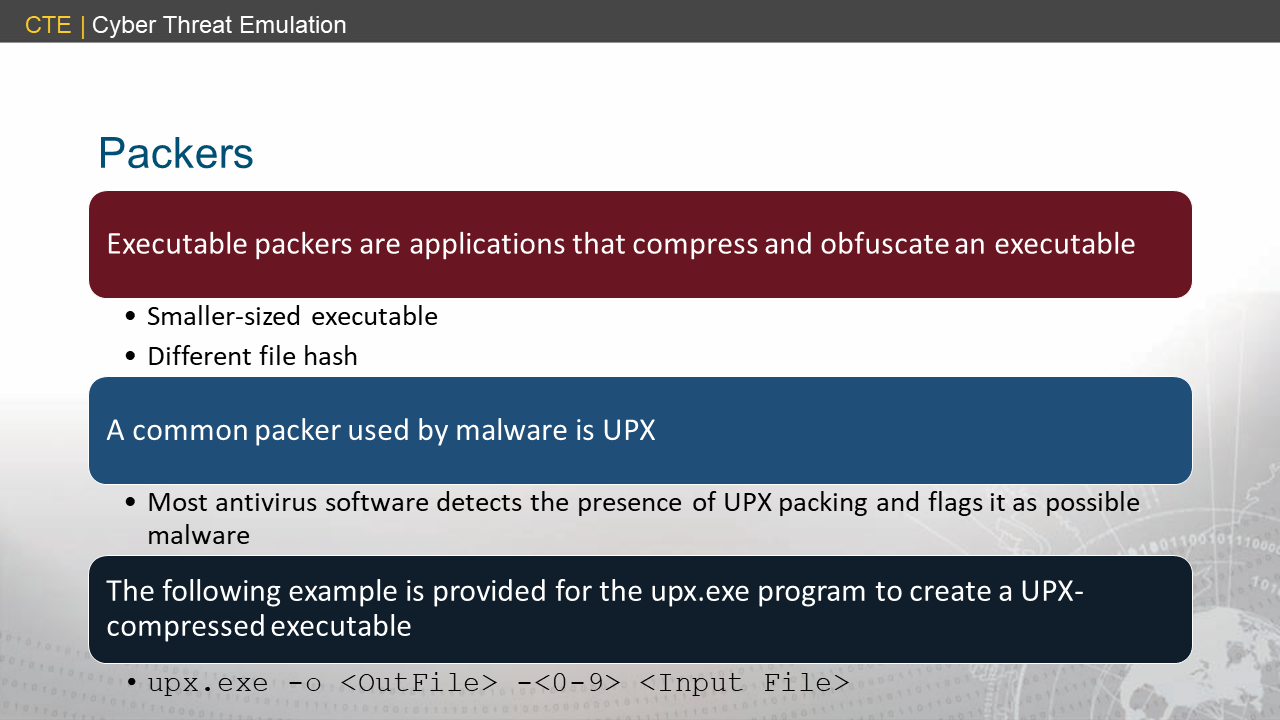 CTE | Cyber Threat Emulation
Packers
Executable packers are applications that compress and obfuscate an executable
• Smaller-sized executable
• Different file hash
A common packer used by malware is UPX
• Most antivirus software detects the presence of UPX packing and flags it as possible
malware
The following example is provided for the upx.exe program to create a UPX-
compressed executable
• upx.exe -o <OutFile> -<0-9> <Input File>